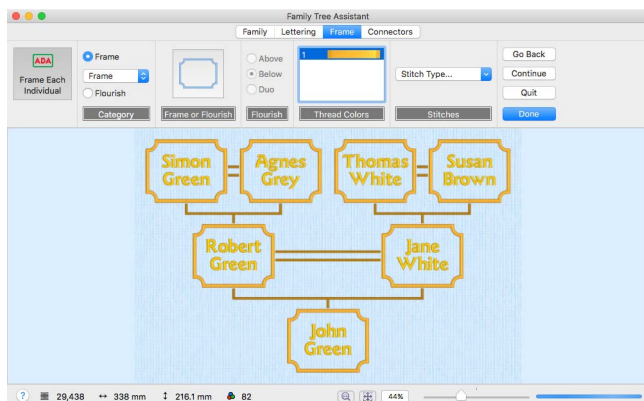 Family Tree Assistant
Family Lettering Frame Connectors
ADA
Frame Each
Individual
Frame
Frame
Flourish
Category
Frame or Flourish
Above
Below
Duo
Flourish
1
Thread Colors
Stitch Type...
Stitches
Go Back
Continue
Quit
Done
Simon
Green
Agnes
Grey
Thomas
White
Susan
Brown
Robert
Green
Jane
White
John
Green
? 29,438 338 mm 216.1 mm 82 44%